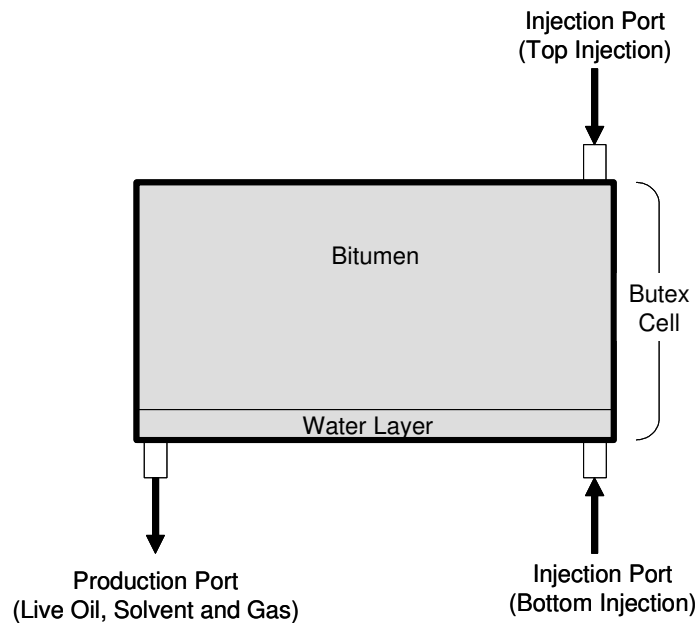 Injection Port
(Top Injection)
Bitumen
Butex
Cell
Water Layer
Production Port
(Live Oil, Solvent and Gas)
Injection Port
(Bottom Injection)